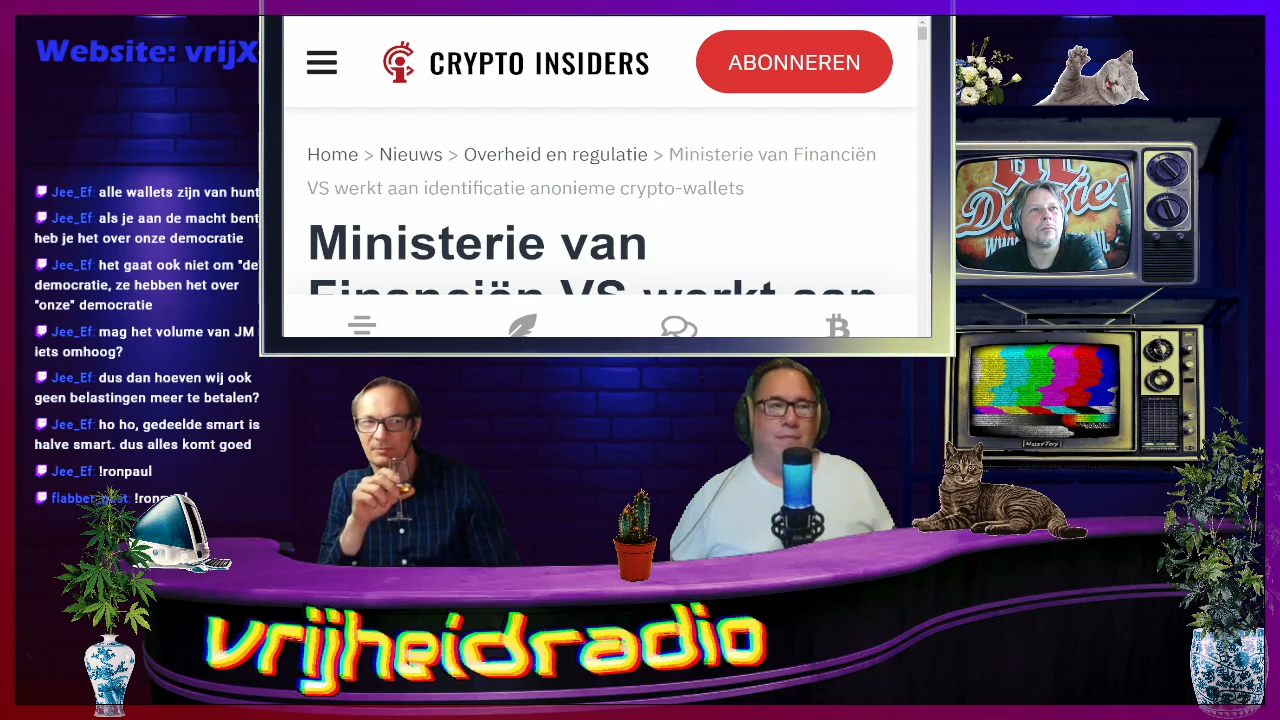 Website: vrijX
CRYPTO INSIDERS
ABONNEREN
Home > Nieuws > Overheid en regulatie > Ministerie van Financiën
VS werkt aan identificatie anonieme crypto-wallets
Ministerie van
Financiën VS werkt aan
Jee_Ef: alle wallets zijn van hunt
Jee_Ef: als je aan de macht bent
heb je het over onze democratie
Jee_Ef: het gaat ook niet om "de
democratie, ze hebben het over
"onze" democratie
Jee_Ef: mag het volume van JM
iets omhoog?
Jee_Ef: dus dan hoeven wij ook
geen belastingen meer te betalen?
Jee_Ef: ho ho, gedeelde smart is
halve smart. dus alles komt goed
Jee_Ef: !ronpaul
vrijheidradio